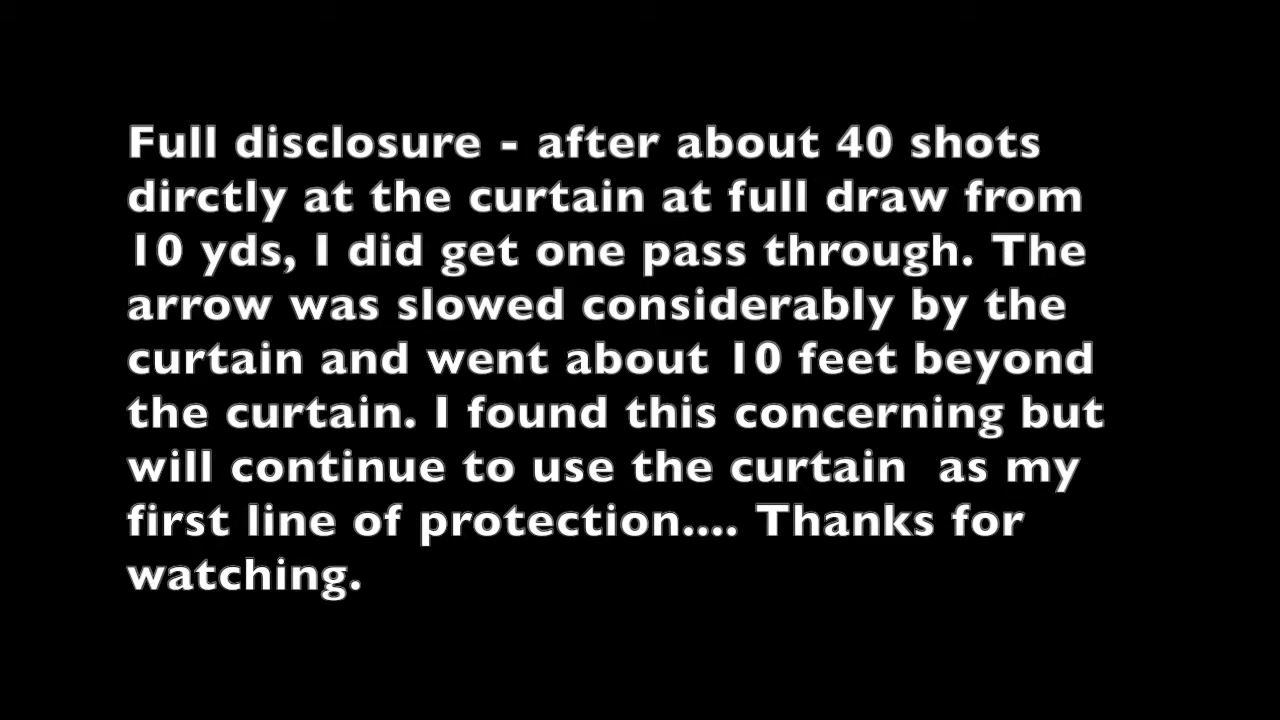 Full disclosure - after about 40 shots
dirctly at the curtain at full draw from
10 yds, I did get one pass through. The
arrow was slowed considerably by the
curtain and went about 10 feet beyond
the curtain. I found this concerning but
will continue to use the curtain  as my
first line of protection.... Thanks for
watching.